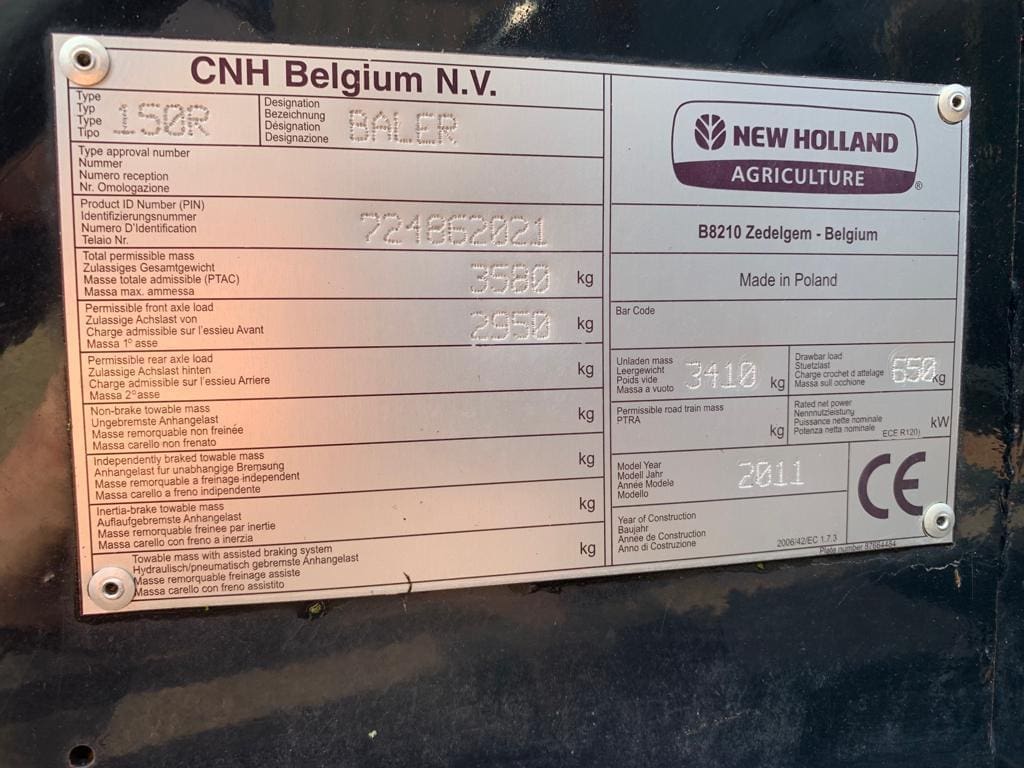 CNH Belgium N.V.
Type
Typ
Type
Tipo
150R
Designation
Bezeichnung
Désignation
Designazione
BALER
Type approval number
Nummer
Numero reception
Nr. Omologazione
Product ID Number (PIN)
Identifizierungsnummer
Numero D'Identification
Telaio Nr.
724862021
Total permissible mass
Zulassiges Gesamtgewicht
Masse totale admissible (PTAC)
Massa max. ammessa
3580 kg
Permissible front axle load
Zulassige Achslast von
Charge admissible sur l'essieu Avant
Massa 1º asse
2950 kg
Permissible rear axle load
Zulassige Achslast hinten
Charge admissible sur l'essieu Arriere
Massa 2º asse
kg
Non-brake towable mass
Ungebremste Anhangelast
Masse remorquable non freinée
Massa carello non frenato
kg
Independently braked towable mass
Anhangelast fur unabhangige Bremsung
Masse remorquable a freinage independent
Massa carello a freno indipendente
kg
Inertia-brake towable mass
Auflaufgebremste Anhangelast
Masse remorquable freinee par inertie
Massa carello con freno a inerzia
kg
Towable mass with assisted braking system
Hydraulisch/pneumatisch gebremste Anhangelast
Masse remorquable freinage assiste
Massa carello con freno assistito
kg
NEW HOLLAND
AGRICULTURE
®
B8210 Zedelgem - Belgium
Made in Poland
Bar Code
Unladen mass
Leergewicht
Poids vide
Massa a vuoto
3410 kg
Drawbar load
Stuetzlast
Charge crochet d attelage
Massa sull occhione
650 kg
Permissible road train mass
PTRA
kg
Rated net power
Nennnutzleistung
Puissance nette nominale
Potenza netta nominale
ECE R120)
kW
Model Year
Modell Jahr
Année Modele
Modello
2011
CE
Year of Construction
Baujahr
Année de Construction
Anno di Costruzione
2006/42/EC 1.7.3
Plate number 87664484